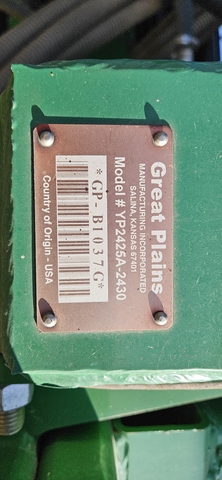 Great Plains
MANUFACTURING INCORPORATED
SALINA, KANSAS 67401
Model # YP2425A-2430
*GP-B1037G*
Country of Origin - USA